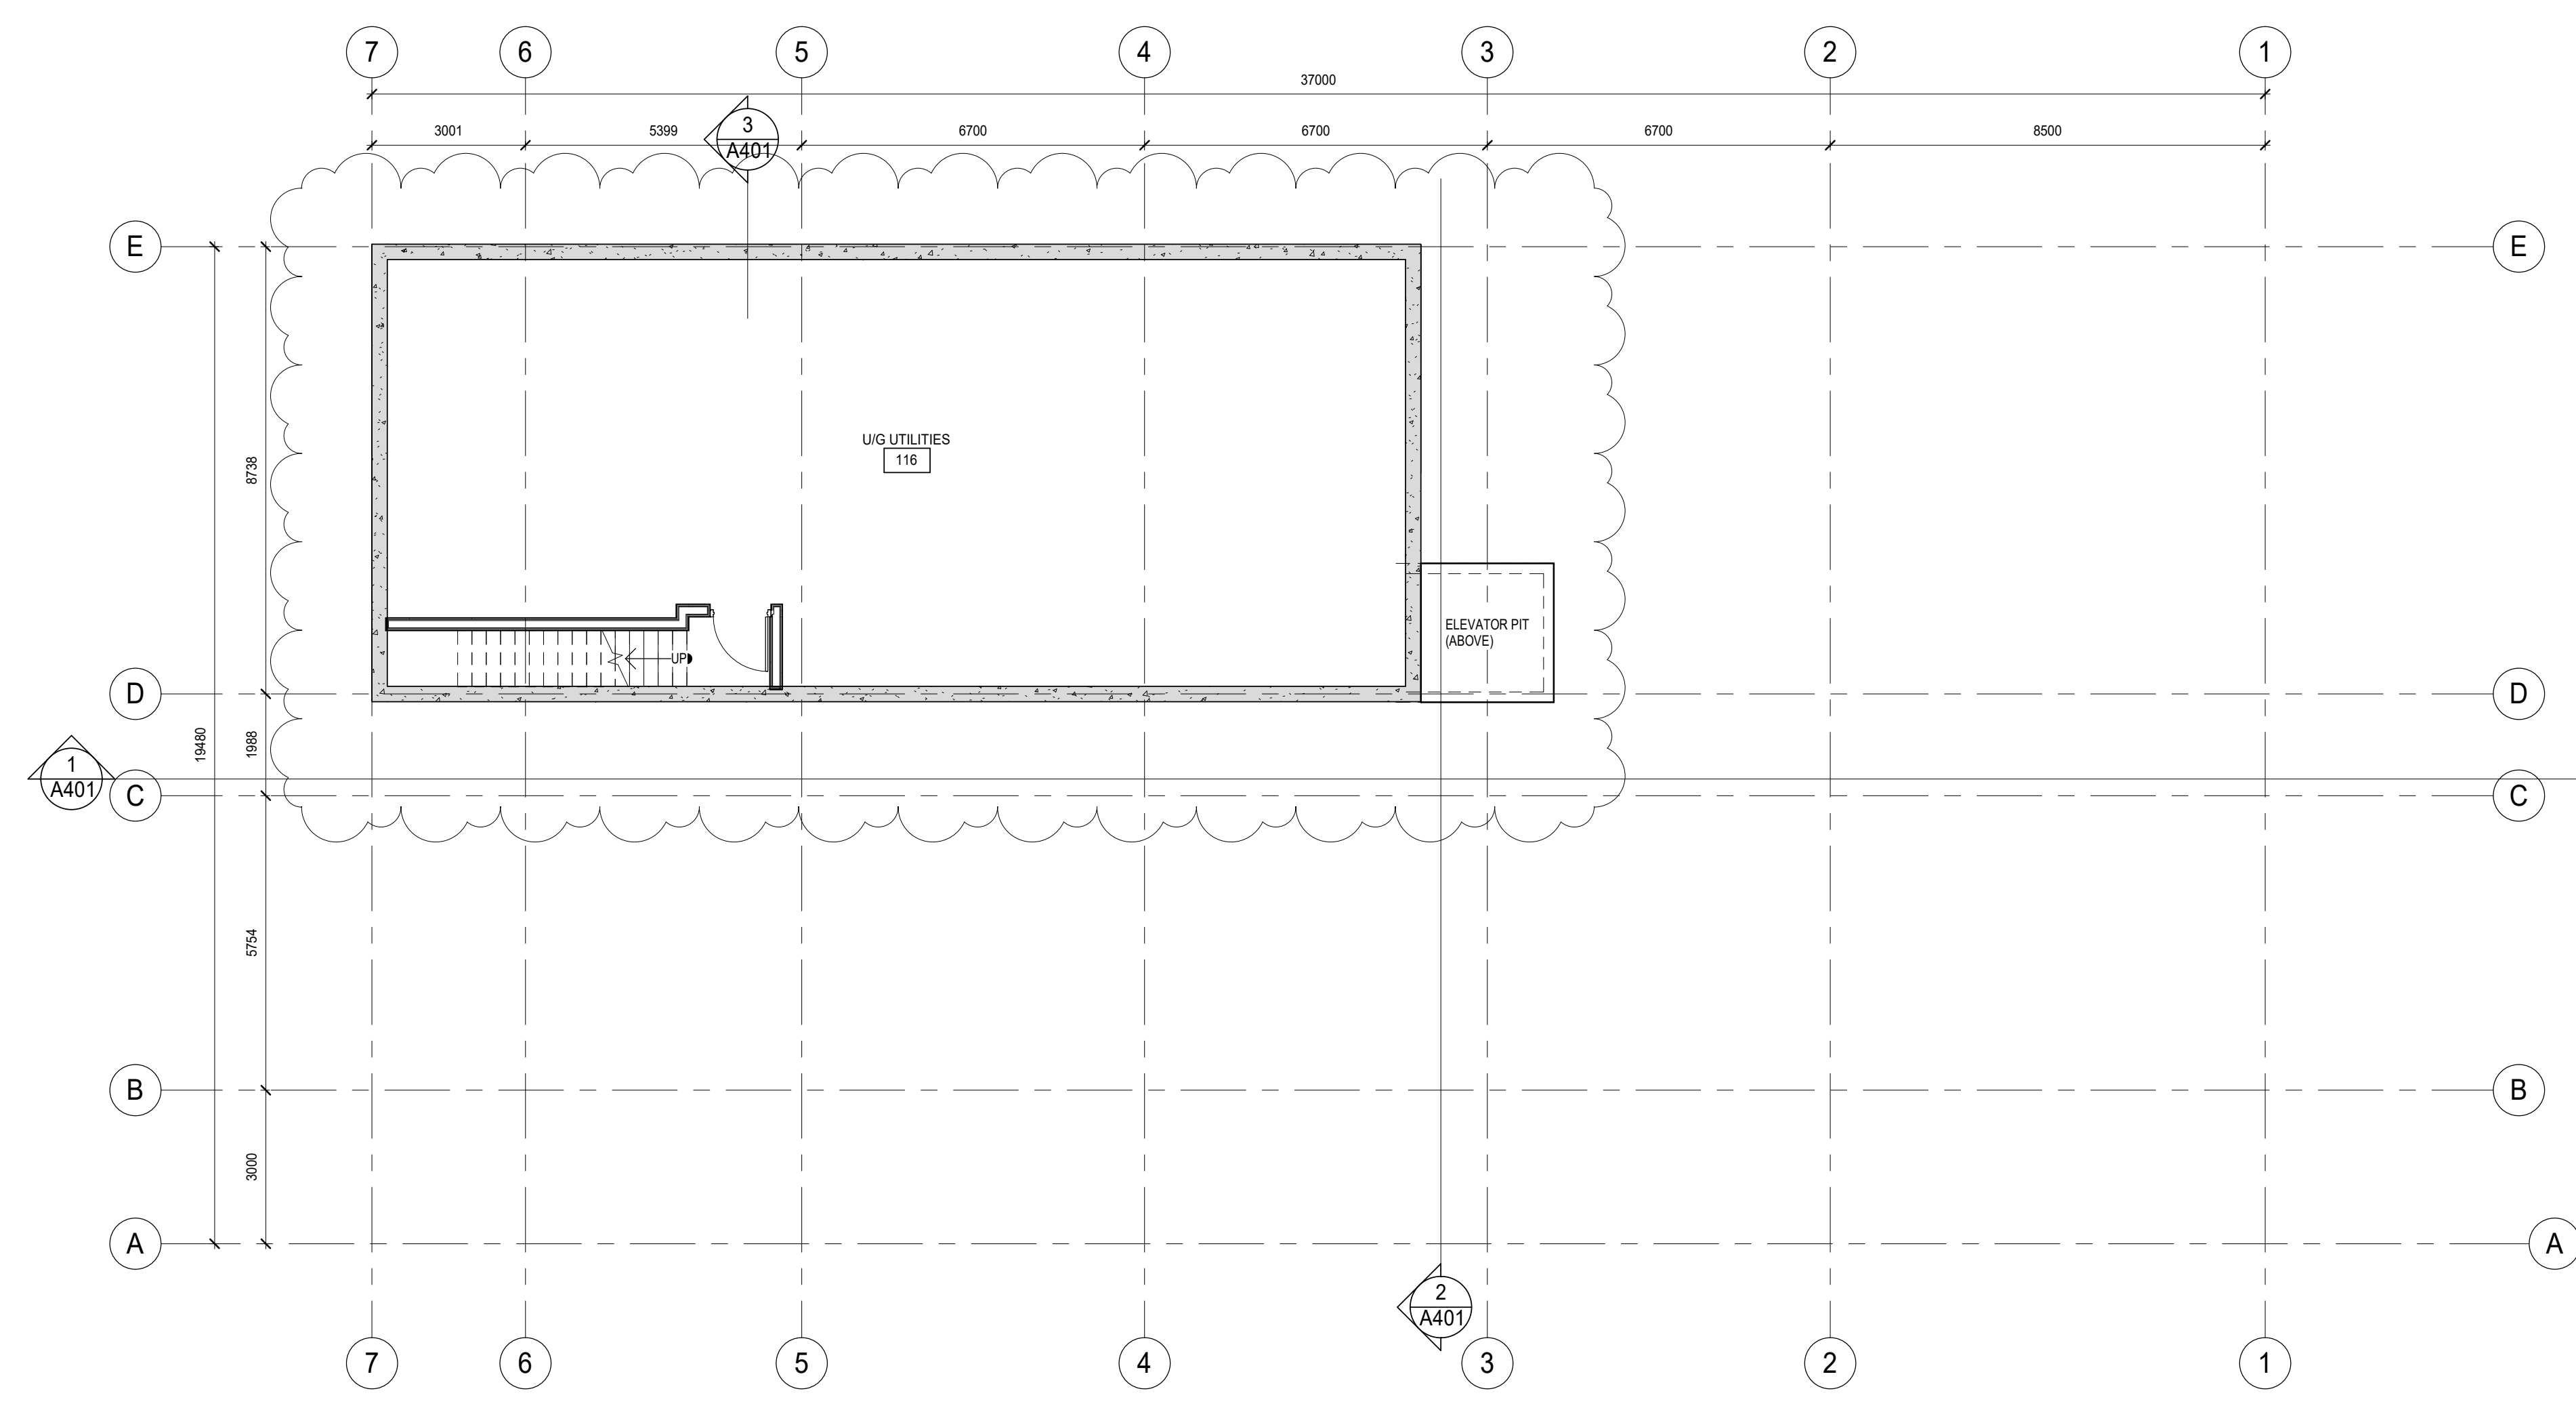 7 6 5 4 3 2 1
37000
3001 5399 6700 6700 6700 8500
3
A401
E E
8738
U/G UTILITIES
116
ELEVATOR PIT
(ABOVE)
UP
D D
19480
1988
1
A401
C C
5754
B B
3000
A A
2
A401
7 6 5 4 3 2 1